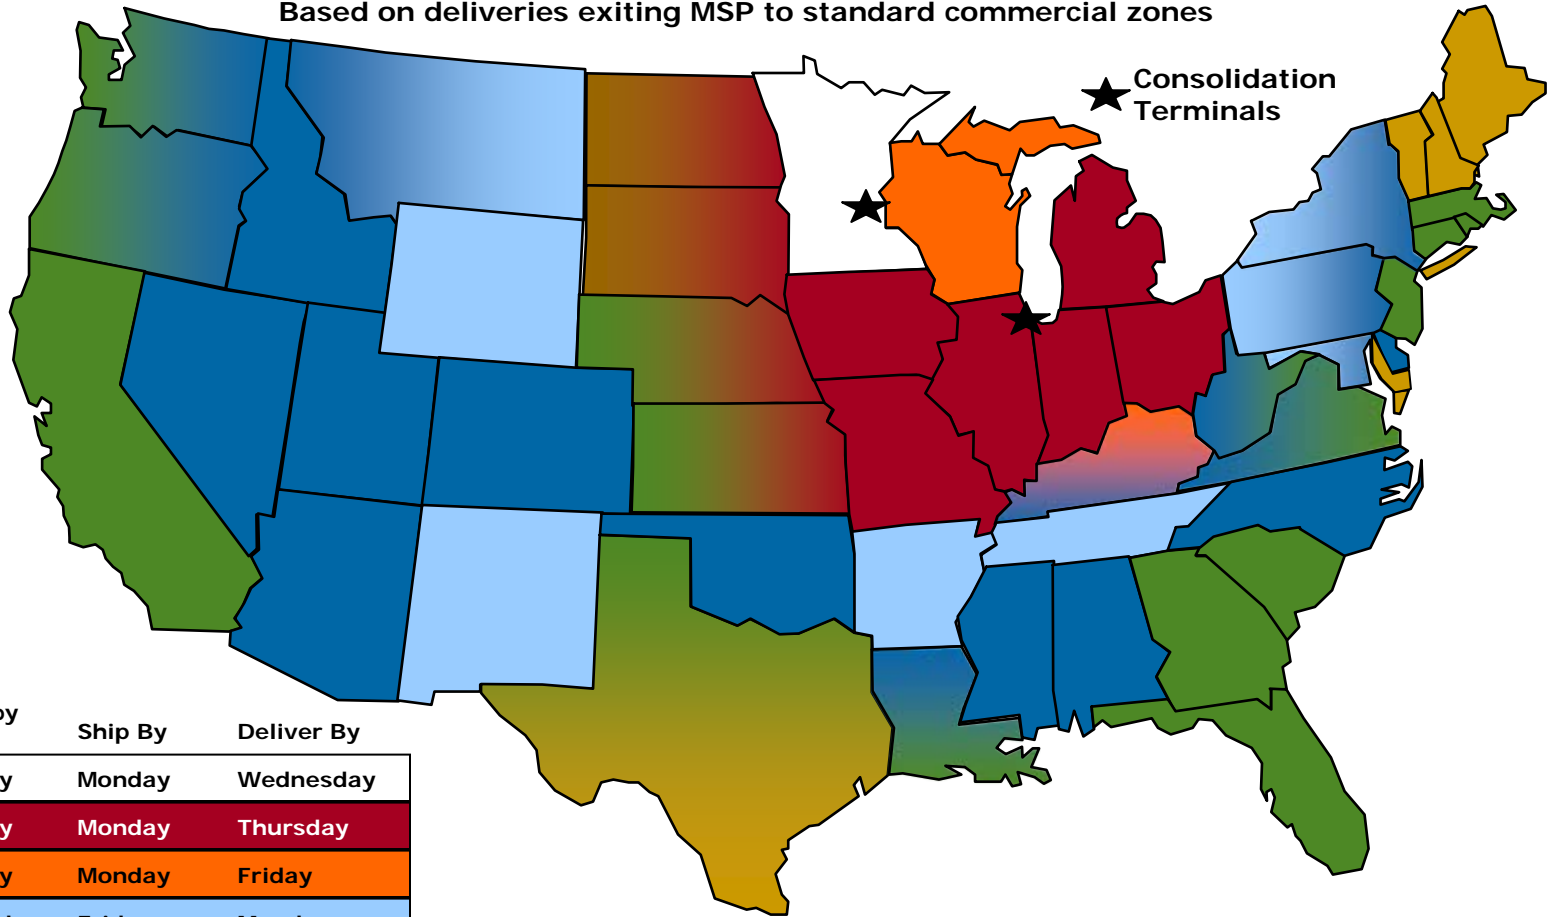 Based on deliveries exiting MSP to standard commercial zones
Consolidation
Terminals
Ship By Deliver By
Monday Wednesday
Monday Thursday
Monday Friday